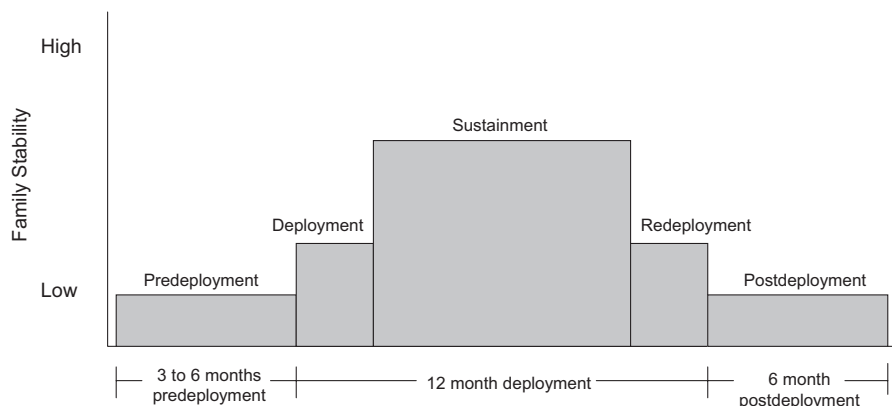 High
Family Stability
Low
Sustainment
Deployment
Redeployment
Predeployment
Postdeployment
3 to 6 months
predeployment
12 month deployment
6 month
postdeployment